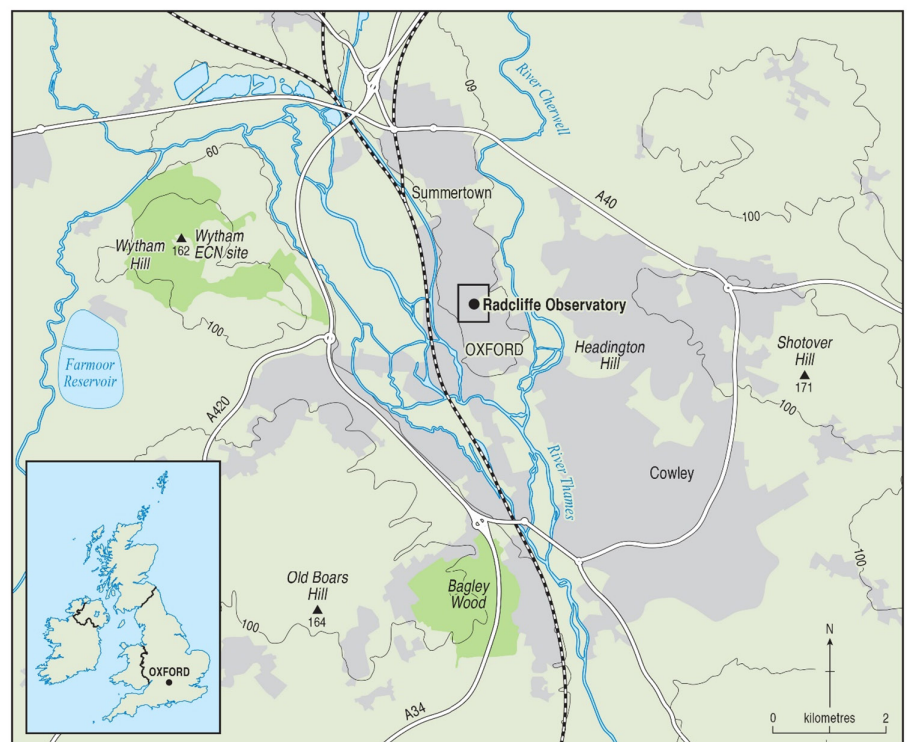 River Cherwell
60
60
A40
Summertown
100
Wytham
Hill
162
Wytham
ECN site
Radcliffe Observatory
100
OXFORD
Headington
Hill
Shotover
Hill
171
Farmoor
Reservoir
100
A420
River Thames
Cowley
100
Old Boars
Hill
164
Bagley
Wood
100
OXFORD
A34
N
0 kilometres 2